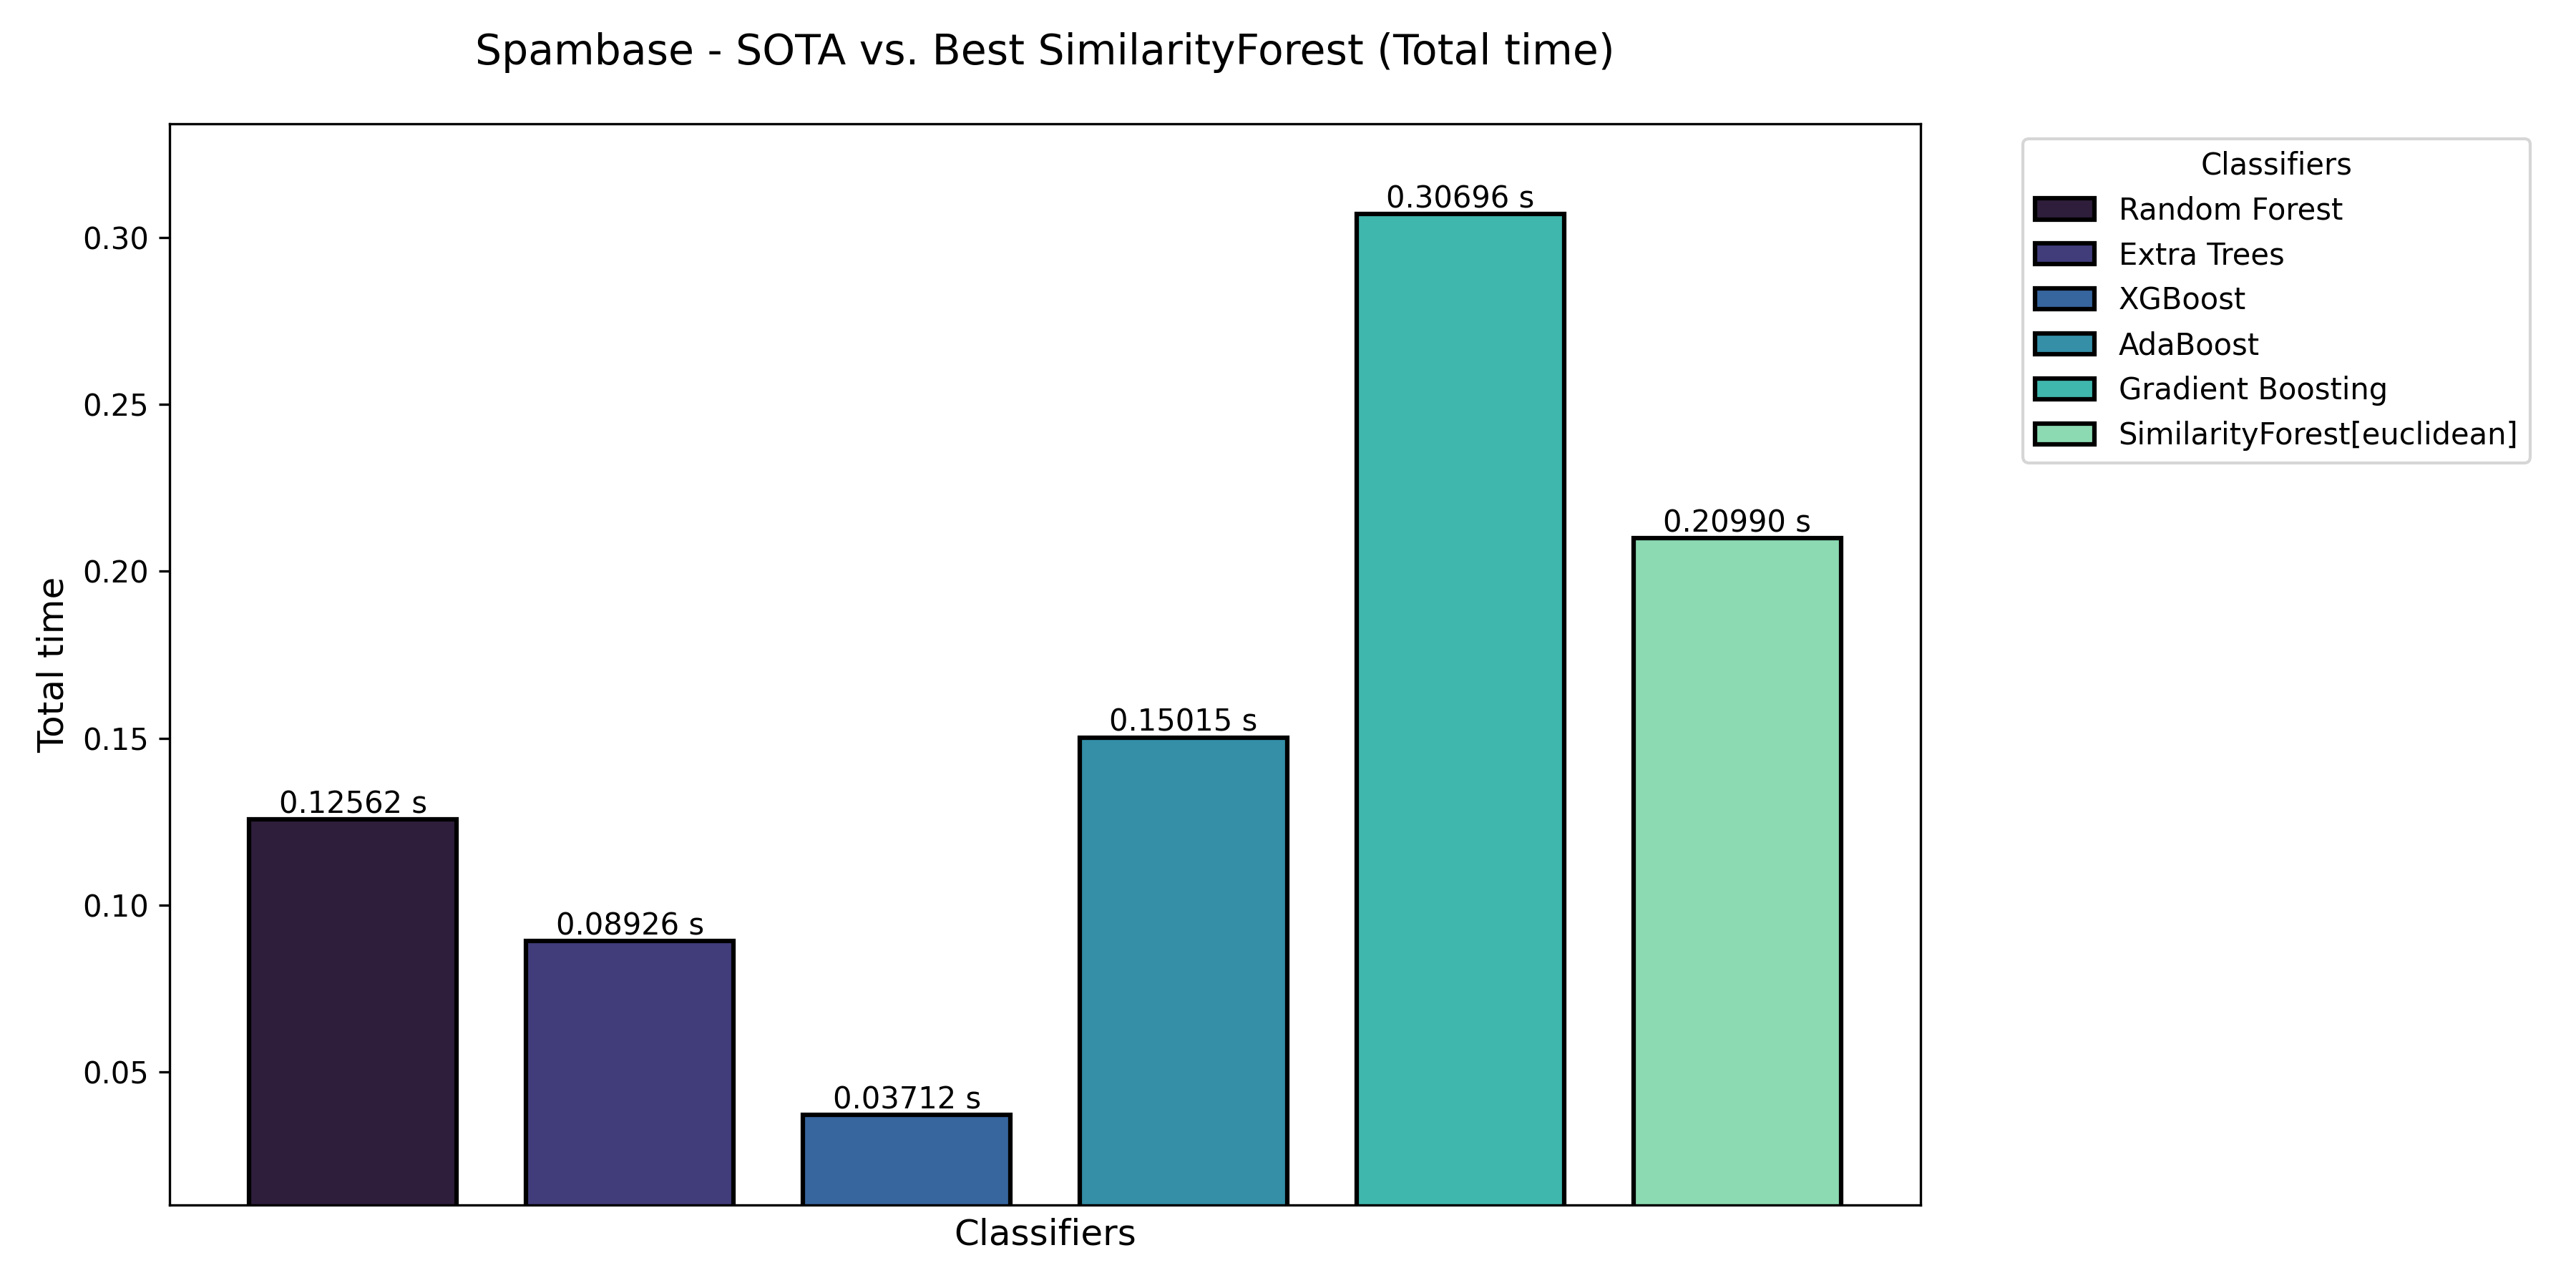 Spambase - SOTA vs. Best SimilarityForest (Total time)
Total time
0.30
0.25
0.20
0.15
0.10
0.05
0.12562 s
0.08926 s
0.03712 s
0.15015 s
0.30696 s
0.20990 s
Classifiers
Classifiers
Random Forest
Extra Trees
XGBoost
AdaBoost
Gradient Boosting
SimilarityForest[euclidean]